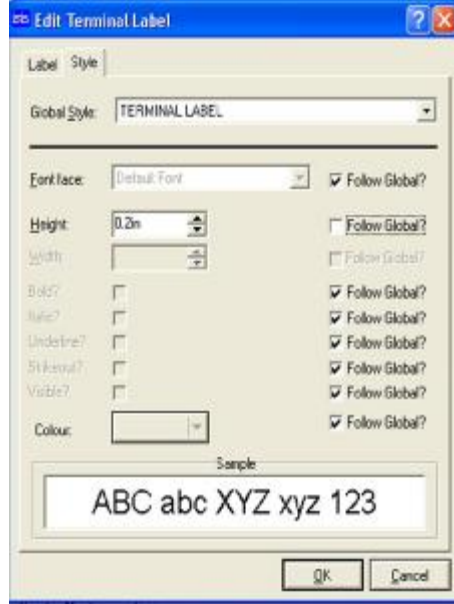 Edit Terminal Label
Label Style
Global Style: TERMINAL LABEL
Font face: Default Font Follow Global?
Height: 0.2in Follow Global?
Width: Follow Global?
Bold? Follow Global?
Italic? Follow Global?
Underline? Follow Global?
Strikeout? Follow Global?
Visible? Follow Global?
Colour: Follow Global?
Sample
ABC abc XYZ xyz 123
OK Cancel